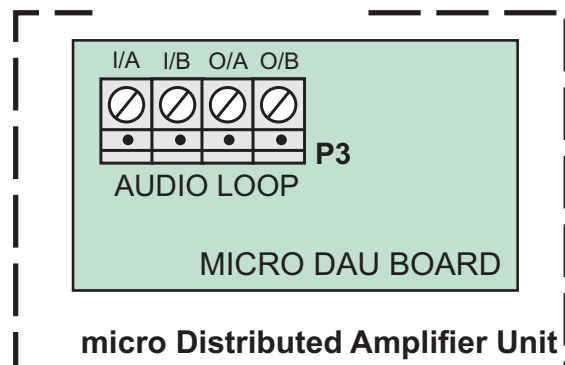 I/A I/B O/A O/B
P3
AUDIO LOOP
MICRO DAU BOARD
micro Distributed Amplifier Unit